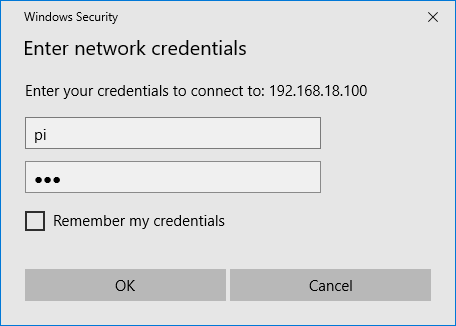 Windows Security
Enter network credentials
Enter your credentials to connect to: 192.168.18.100
pi
●●●
Remember my credentials
OK Cancel